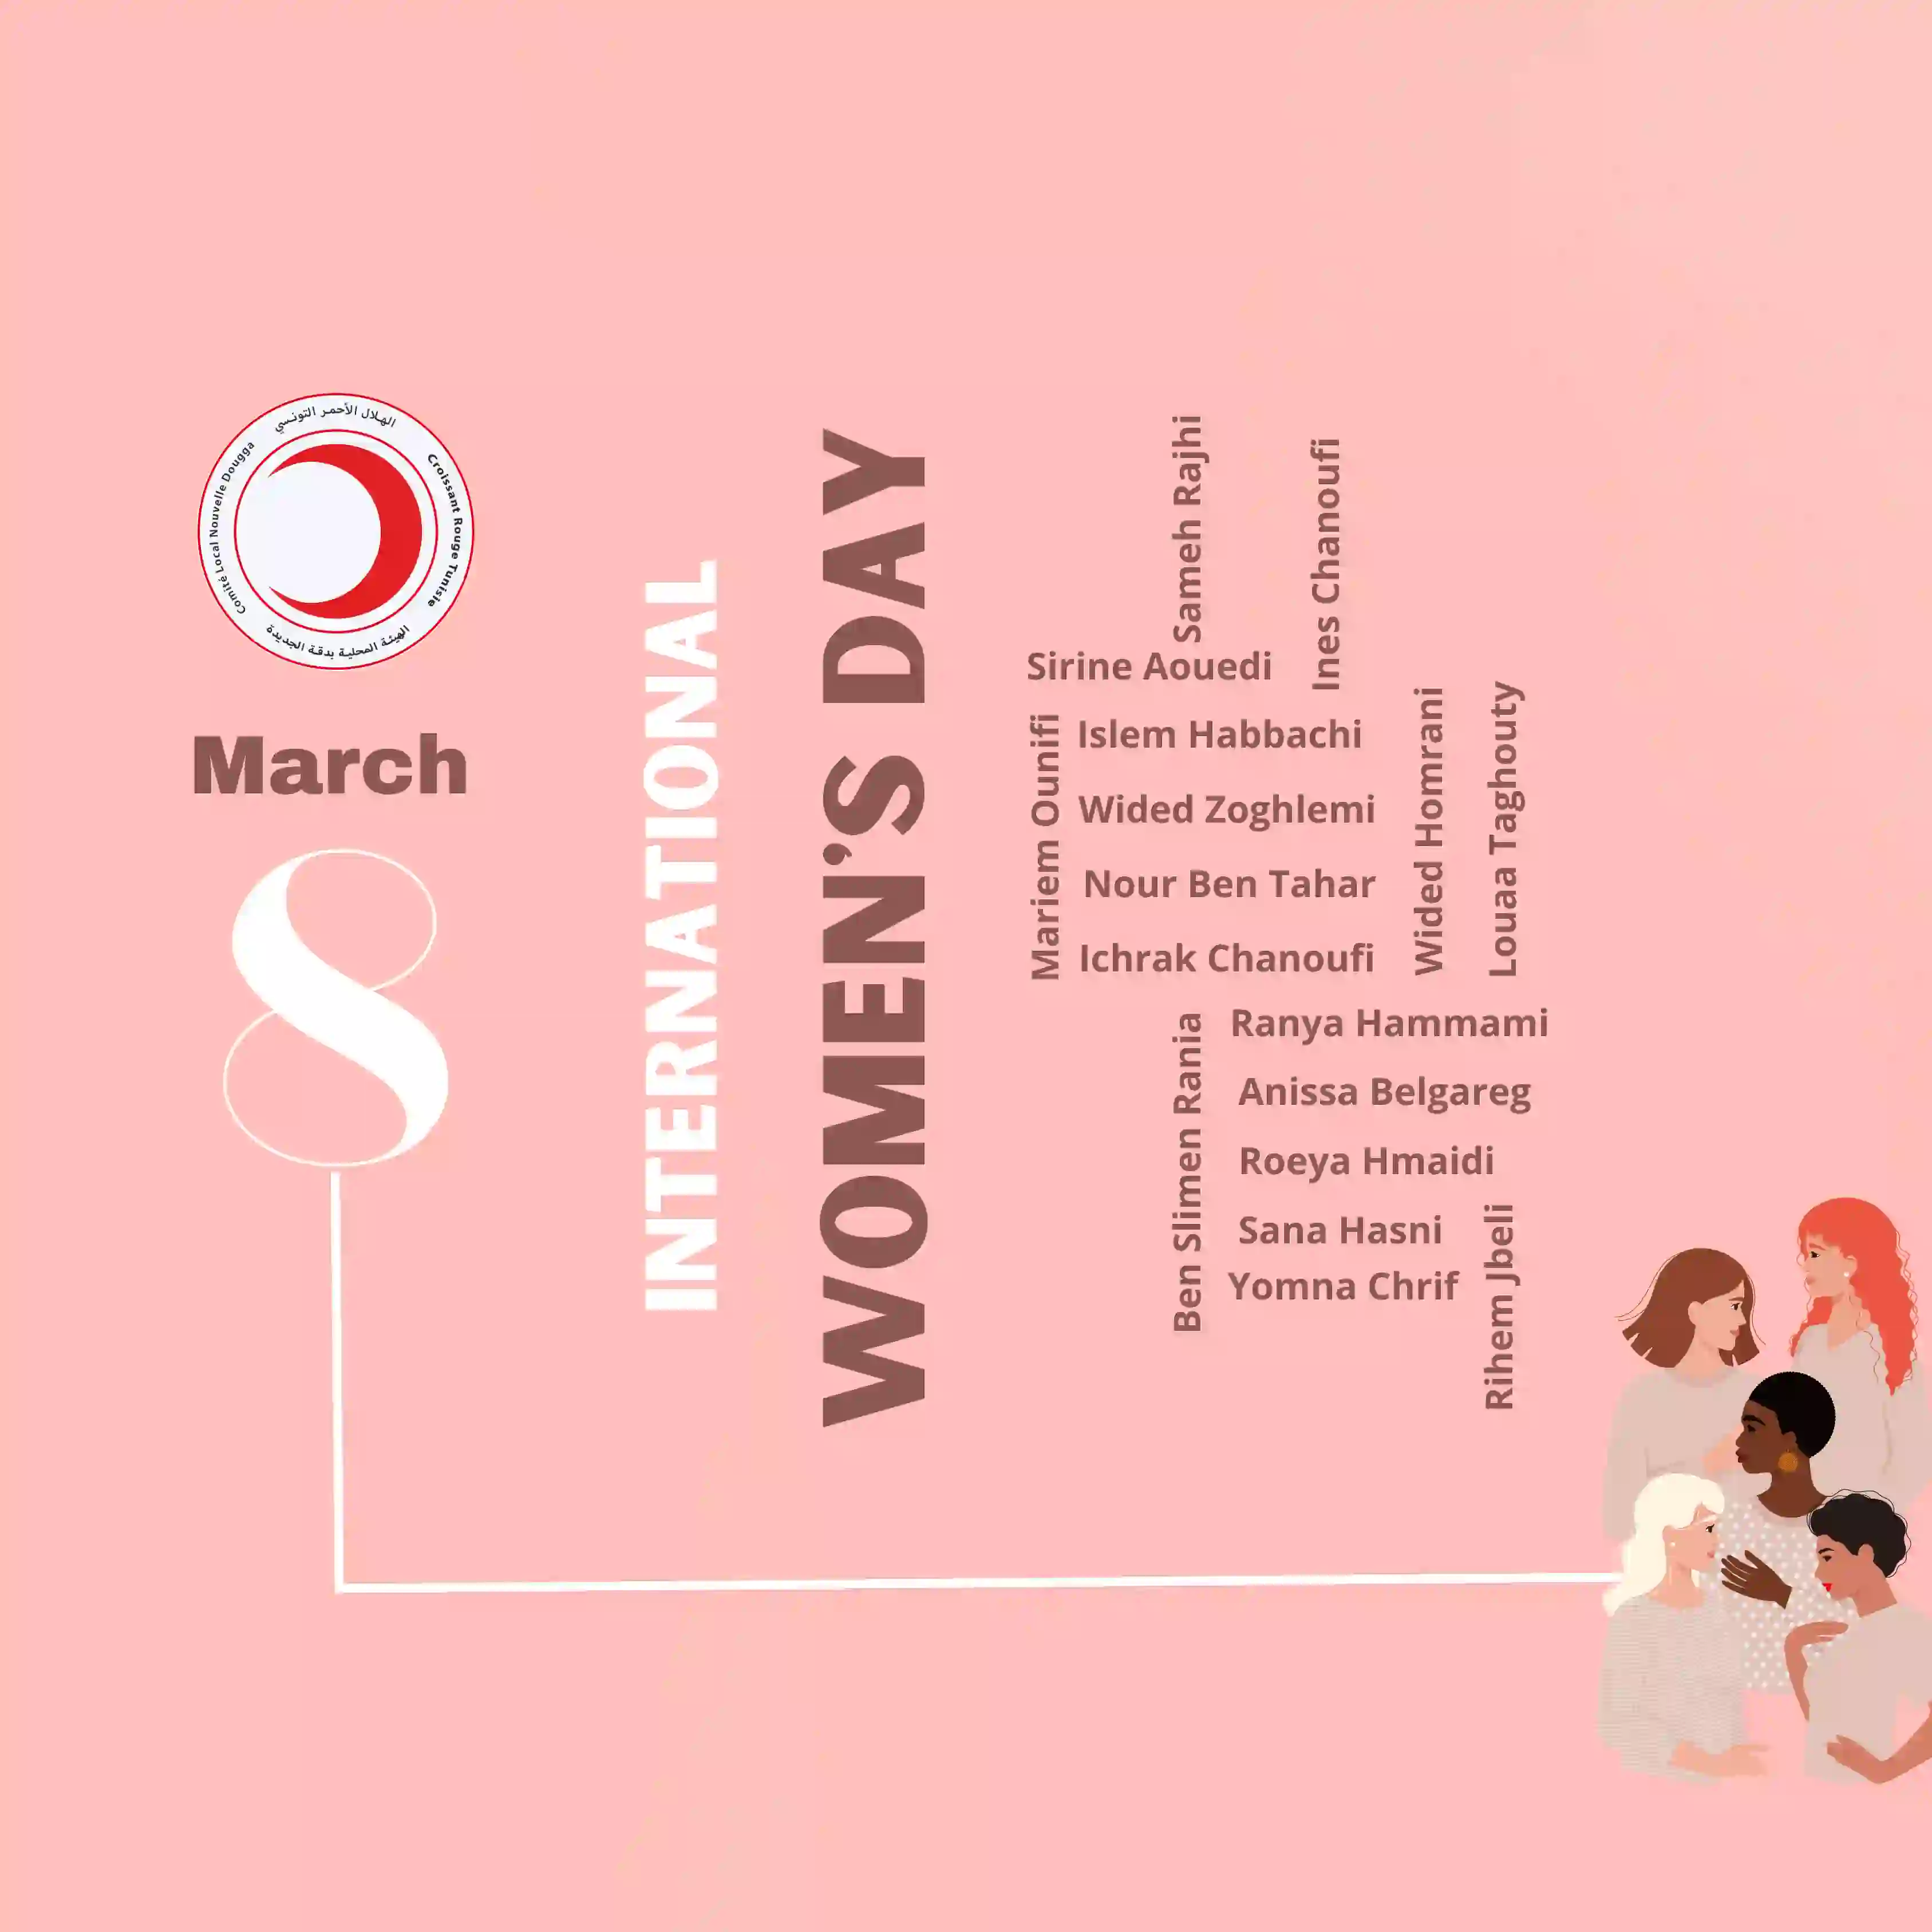 الهلال الأحمر التونسي
Croissant Rouge Tunisie
Comité Local Nouvelle Dougga
الهيئة المحلية بدقة الجديدة
March
8
INTERNATIONAL
WOMEN'S DAY
Sameh Rajhi
Ines Chanoufi
Sirine Aouedi
Mariem Ounifi
Islem Habbachi
Wided Zoghlemi
Nour Ben Tahar
Ichrak Chanoufi
Wided Homrani
Louaa Taghouty
Ben Slimen Rania
Ranya Hammami
Anissa Belgareg
Roeya Hmaidi
Sana Hasni
Yomna Chrif
Rihem Jbeli